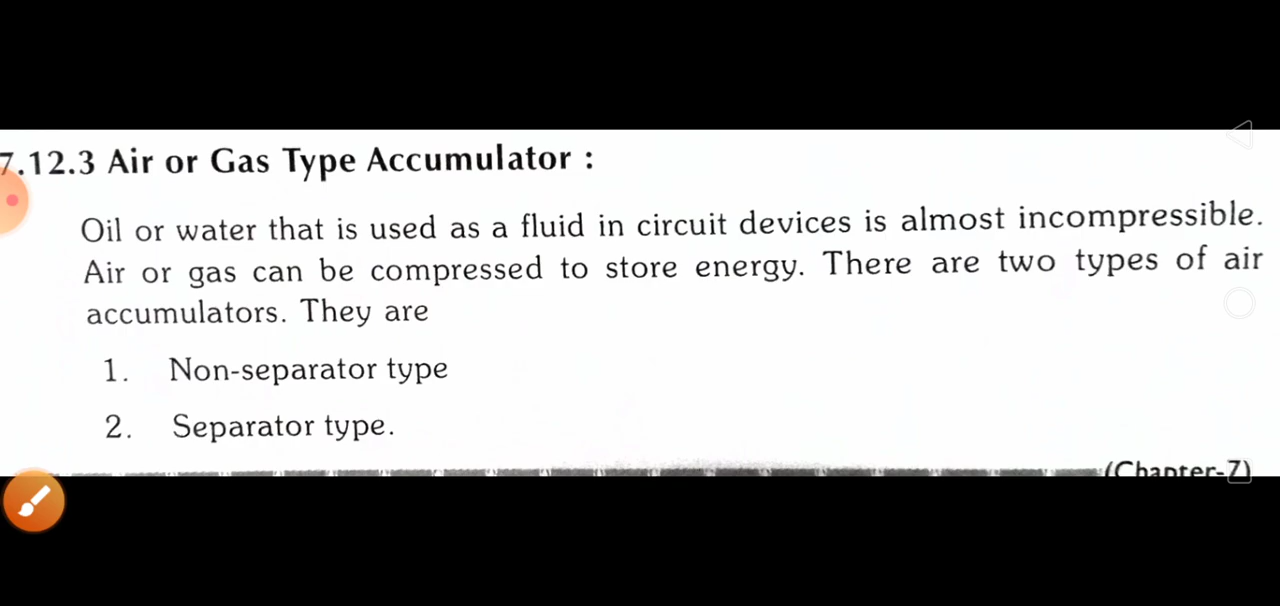 7.12.3 Air or Gas Type Accumulator :
Oil or water that is used as a fluid in circuit devices is almost incompressible.
Air or gas can be compressed to store energy. There are two types of air
accumulators. They are
1. Non-separator type
2. Separator type.
(Chapter-7)